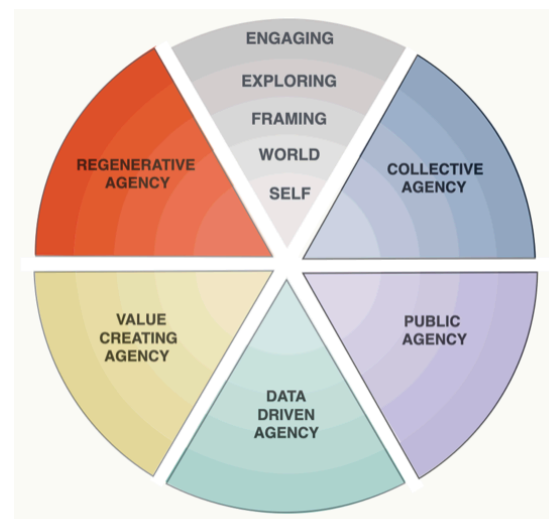 ENGAGING
EXPLORING
FRAMING
WORLD
SELF
REGENERATIVE
AGENCY
COLLECTIVE
AGENCY
VALUE
CREATING
AGENCY
PUBLIC
AGENCY
DATA
DRIVEN
AGENCY